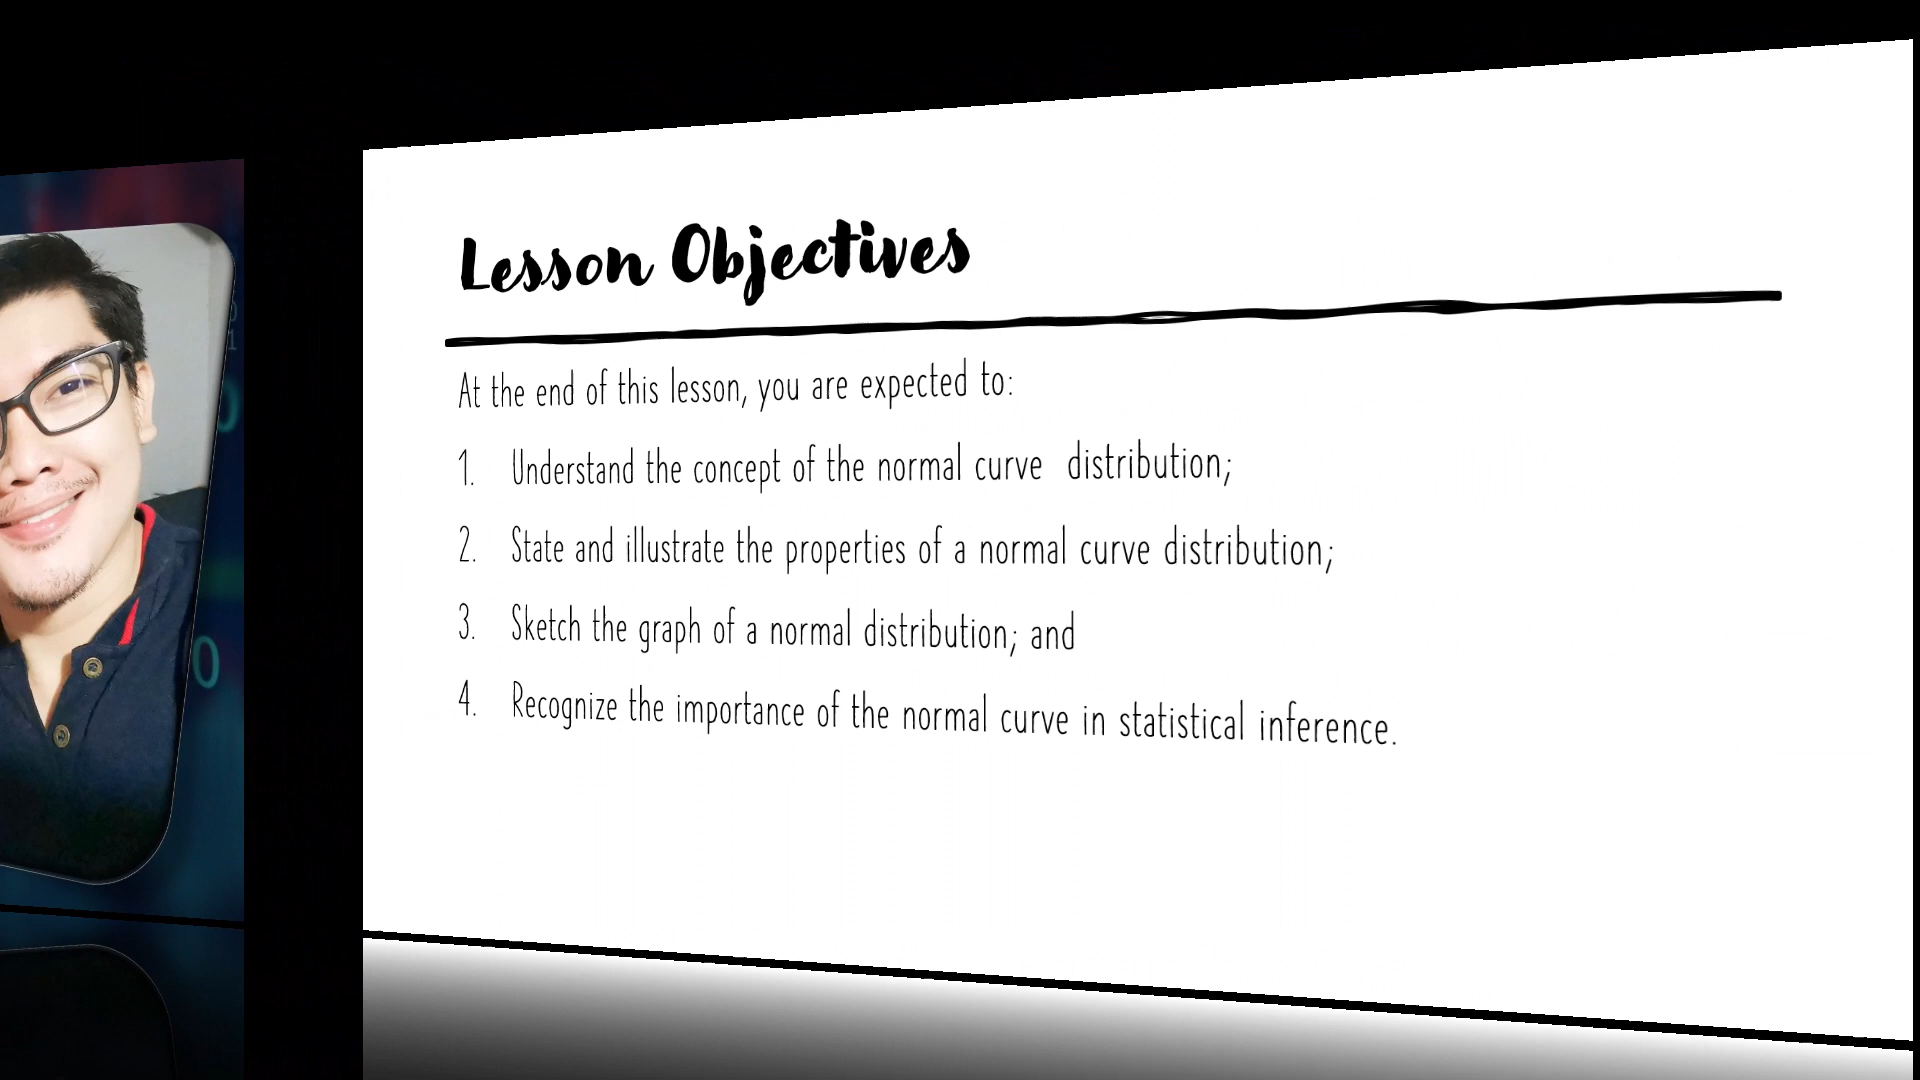 Lesson Objectives
At the end of this lesson, you are expected to:
1. Understand the concept of the normal curve distribution;
2. State and illustrate the properties of a normal curve distribution;
3. Sketch the graph of a normal distribution; and
4. Recognize the importance of the normal curve in statistical inference.